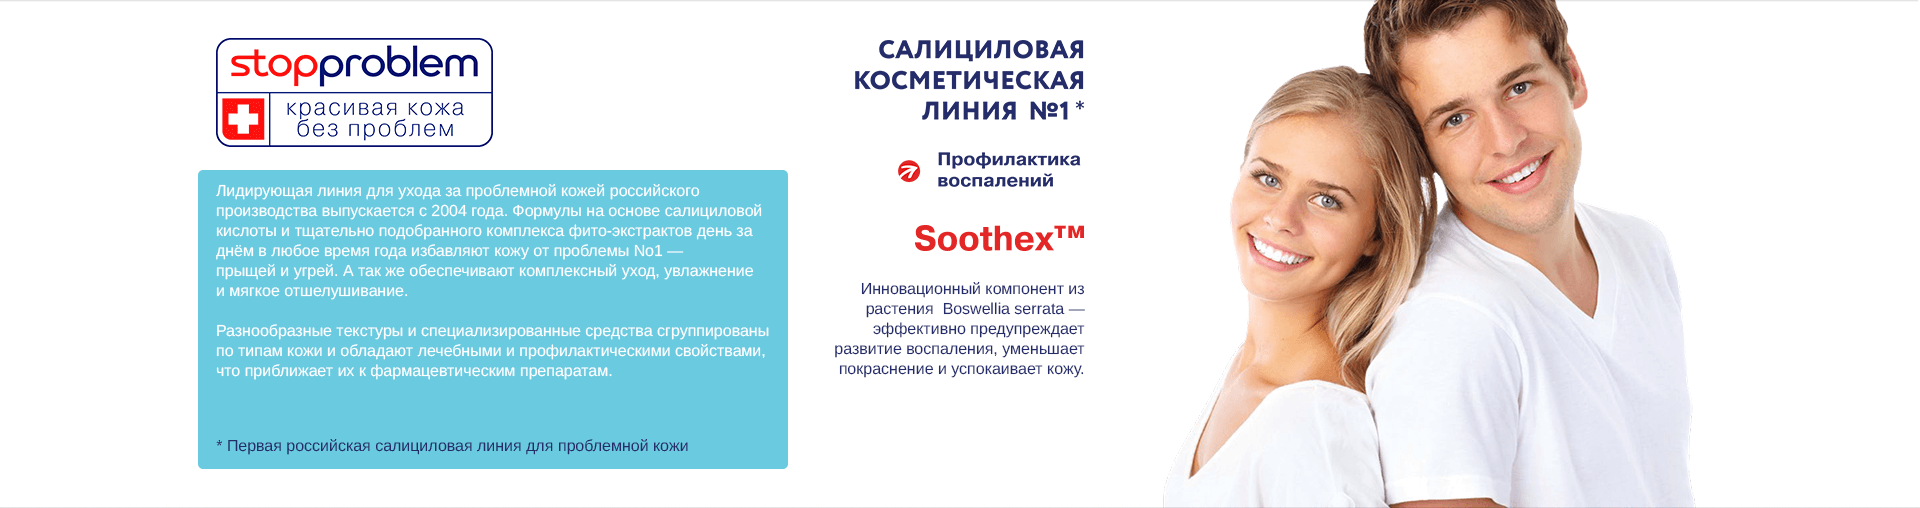 stopproblem
красивая кожа
без проблем
Лидирующая линия для ухода за проблемной кожей российского
производства выпускается с 2004 года. Формулы на основе салициловой
кислоты и тщательно подобранного комплекса фито-экстрактов день за
днём в любое время года избавляют кожу от проблемы No1 —
прыщей и угрей. А так же обеспечивают комплексный уход, увлажнение
и мягкое отшелушивание.
Разнообразные текстуры и специализированные средства сгруппированы
по типам кожи и обладают лечебными и профилактическими свойствами,
что приближает их к фармацевтическим препаратам.
* Первая российская салициловая линия для проблемной кожи
САЛИЦИЛОВАЯ
КОСМЕТИЧЕСКАЯ
ЛИНИЯ №1*
Профилактика
воспалений
Soothex™
Инновационный компонент из
растения Boswellia serrata —
эффективно предупреждает
развитие воспаления, уменьшает
покраснение и успокаивает кожу.